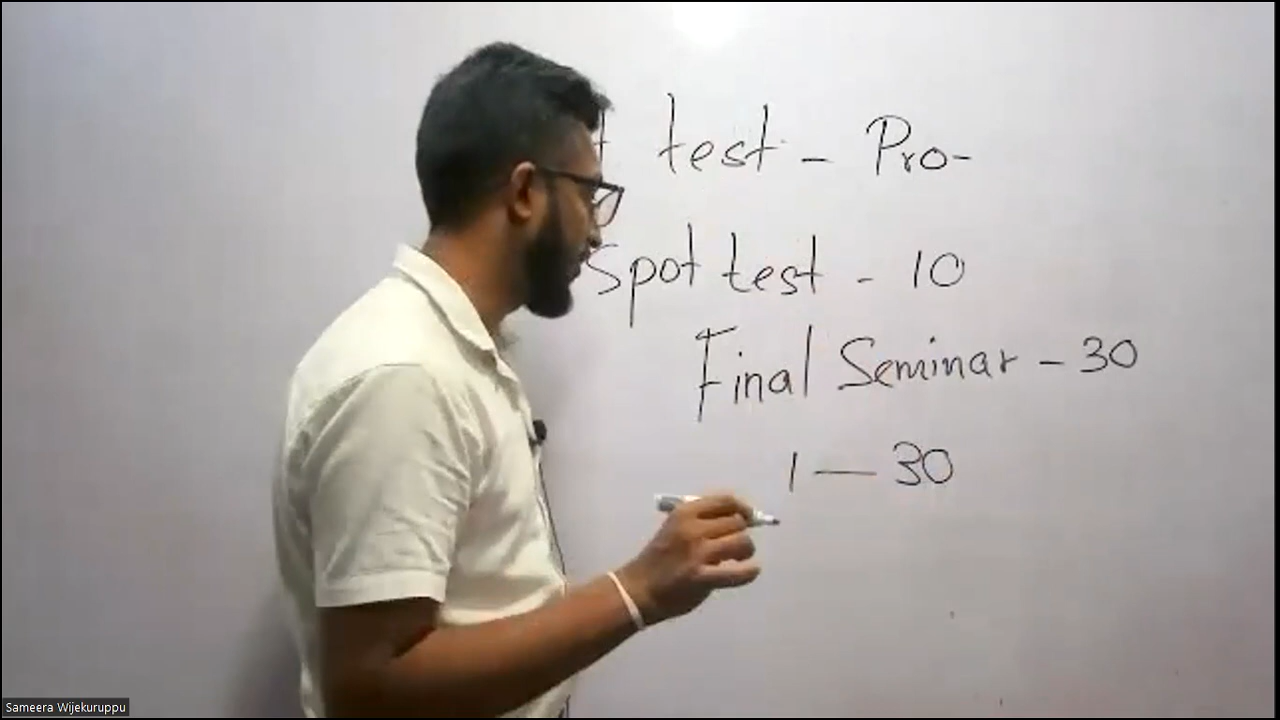 test - Pro-
Spot test - 10
Final Seminar - 30
1 — 30
Sameera Wijekuruppu